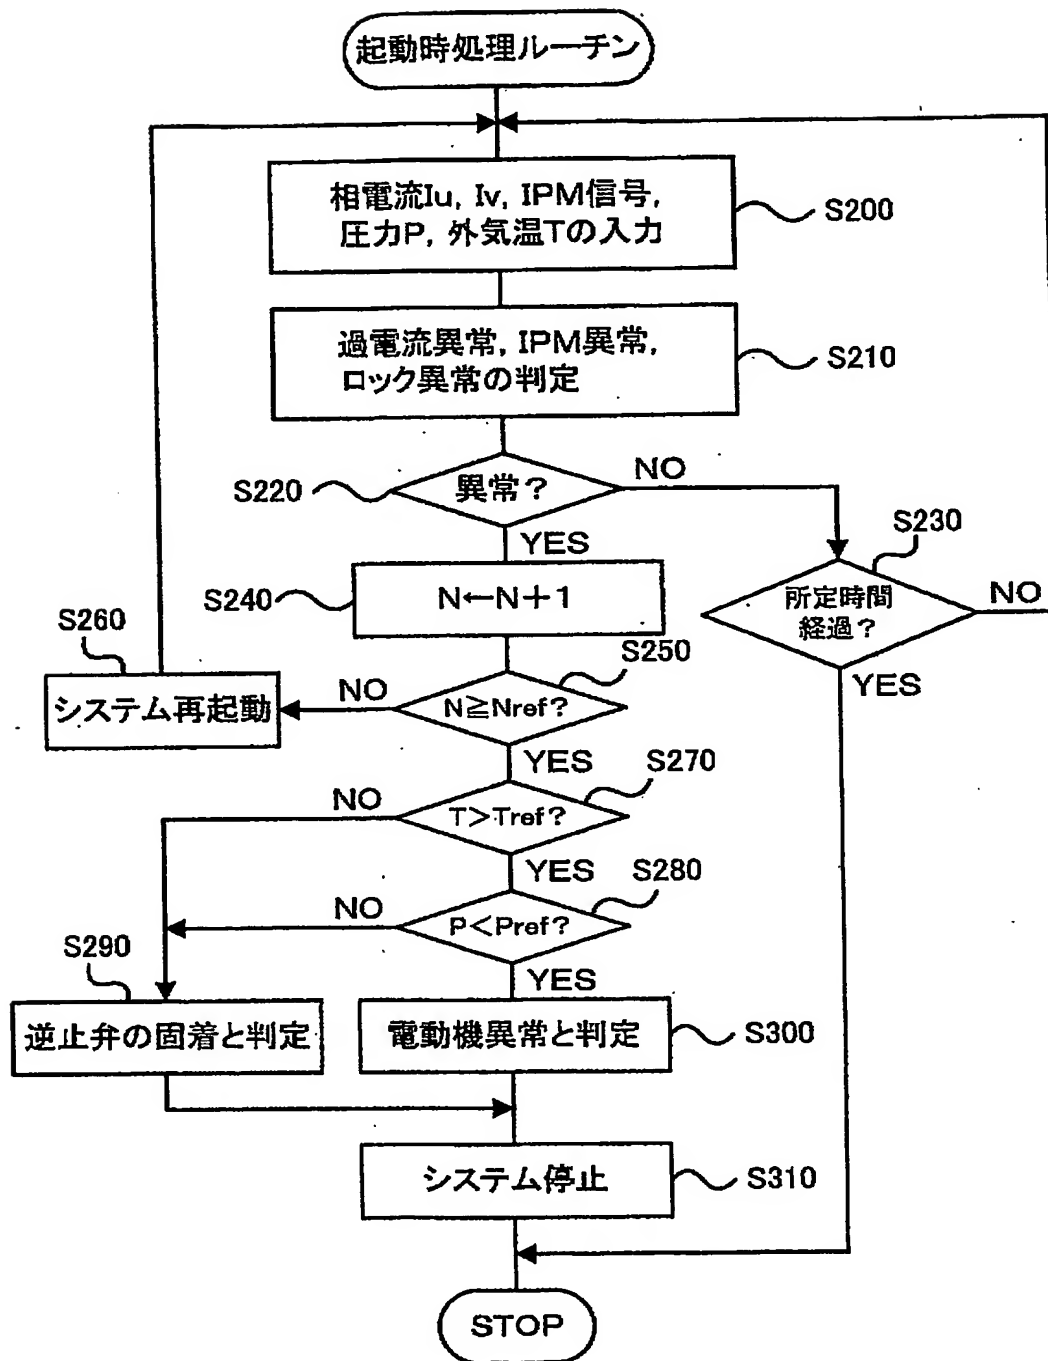 起動時処理ルーチン
相電流Iu, Iv, IPM信号,
圧力P, 外気温Tの入力
S200
過電流異常, IPM異常,
ロック異常の判定
S210
S220
異常?
NO
YES
S230
所定時間
経過?
NO
YES
S240
N←N+1
S250
N≧Nref?
NO
YES
S260
システム再起動
S270
T>Tref?
NO
YES
S280
P<Pref?
NO
YES
S290
逆止弁の固着と判定
電動機異常と判定
S300
システム停止
S310
STOP